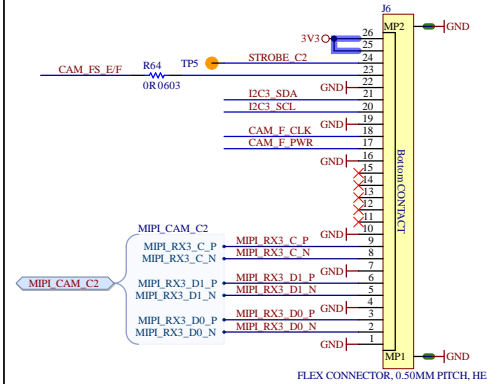 J6
MP2
GND
3V3
26
25
TP5
STROBE_C2
24
CAM_FS_E/F
R64
23
0R 0603
GND
22
I2C3_SDA
21
I2C3_SCL
20
GND
19
CAM_F_CLK
18
CAM_F_PWR
17
GND
16
15
14
13
12
11
Bottom CONTACT
GND
10
MIPI_CAM_C2
MIPI_RX3_C_P
MIPI_RX3_C_P
9
MIPI_RX3_C_N
MIPI_RX3_C_N
8
GND
7
MIPI_CAM_C2
MIPI_RX3_D1_P
MIPI_RX3_D1_P
6
MIPI_RX3_D1_N
MIPI_RX3_D1_N
5
GND
4
MIPI_RX3_D0_P
MIPI_RX3_D0_P
3
MIPI_RX3_D0_N
MIPI_RX3_D0_N
2
GND
1
MP1
GND
FLEX CONNECTOR, 0.50MM PITCH, HE